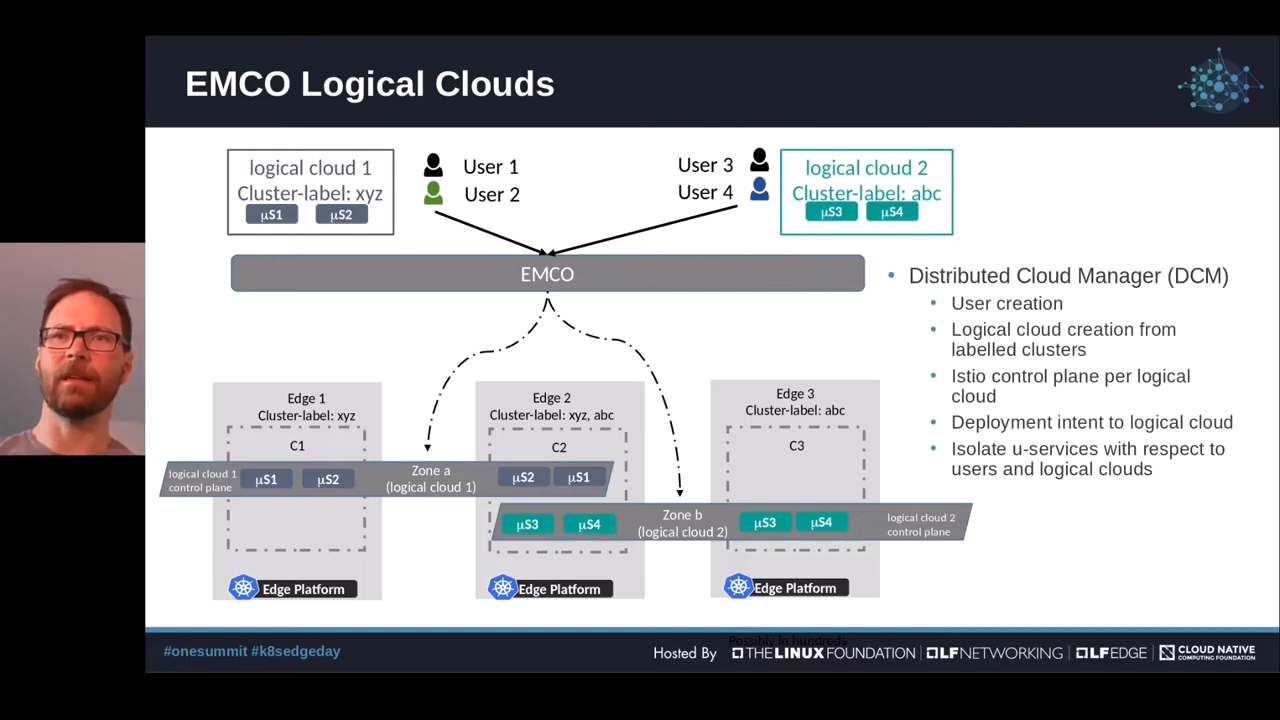 EMCO Logical Clouds
logical cloud 1
Cluster-label: xyz
μS1 μS2
User 1
User 2
User 3
User 4
logical cloud 2
Cluster-label: abc
μS3 μS4
EMCO
• Distributed Cloud Manager (DCM)
• User creation
• Logical cloud creation from
labelled clusters
• Istio control plane per logical
cloud
• Deployment intent to logical cloud
• Isolate u-services with respect to
users and logical clouds
Edge 1
Cluster-label: xyz
C1
Edge 2
Cluster-label: xyz, abc
C2
Edge 3
Cluster-label: abc
C3
logical cloud 1
control plane
μS1 μS2
Zone a
(logical cloud 1)
μS2 μS1
μS3 μS4
Zone b
(logical cloud 2)
μS3 μS4
logical cloud 2
control plane
Edge Platform
Edge Platform
Edge Platform
Possibly in hundreds
#onesummit #k8sedgeday
Hosted By
THE LINUX FOUNDATION
LF NETWORKING
LF EDGE
CLOUD NATIVE
COMPUTING FOUNDATION